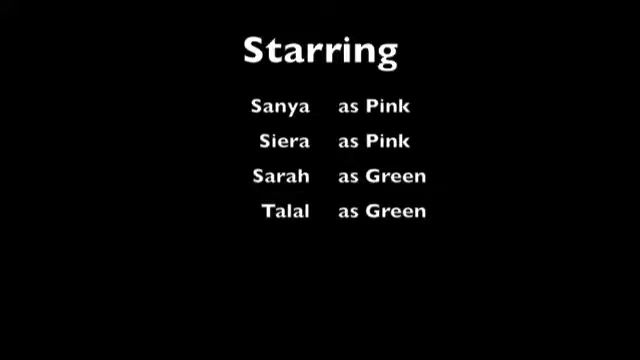 Starring
Sanya as Pink
Siera as Pink
Sarah as Green
Talal as Green